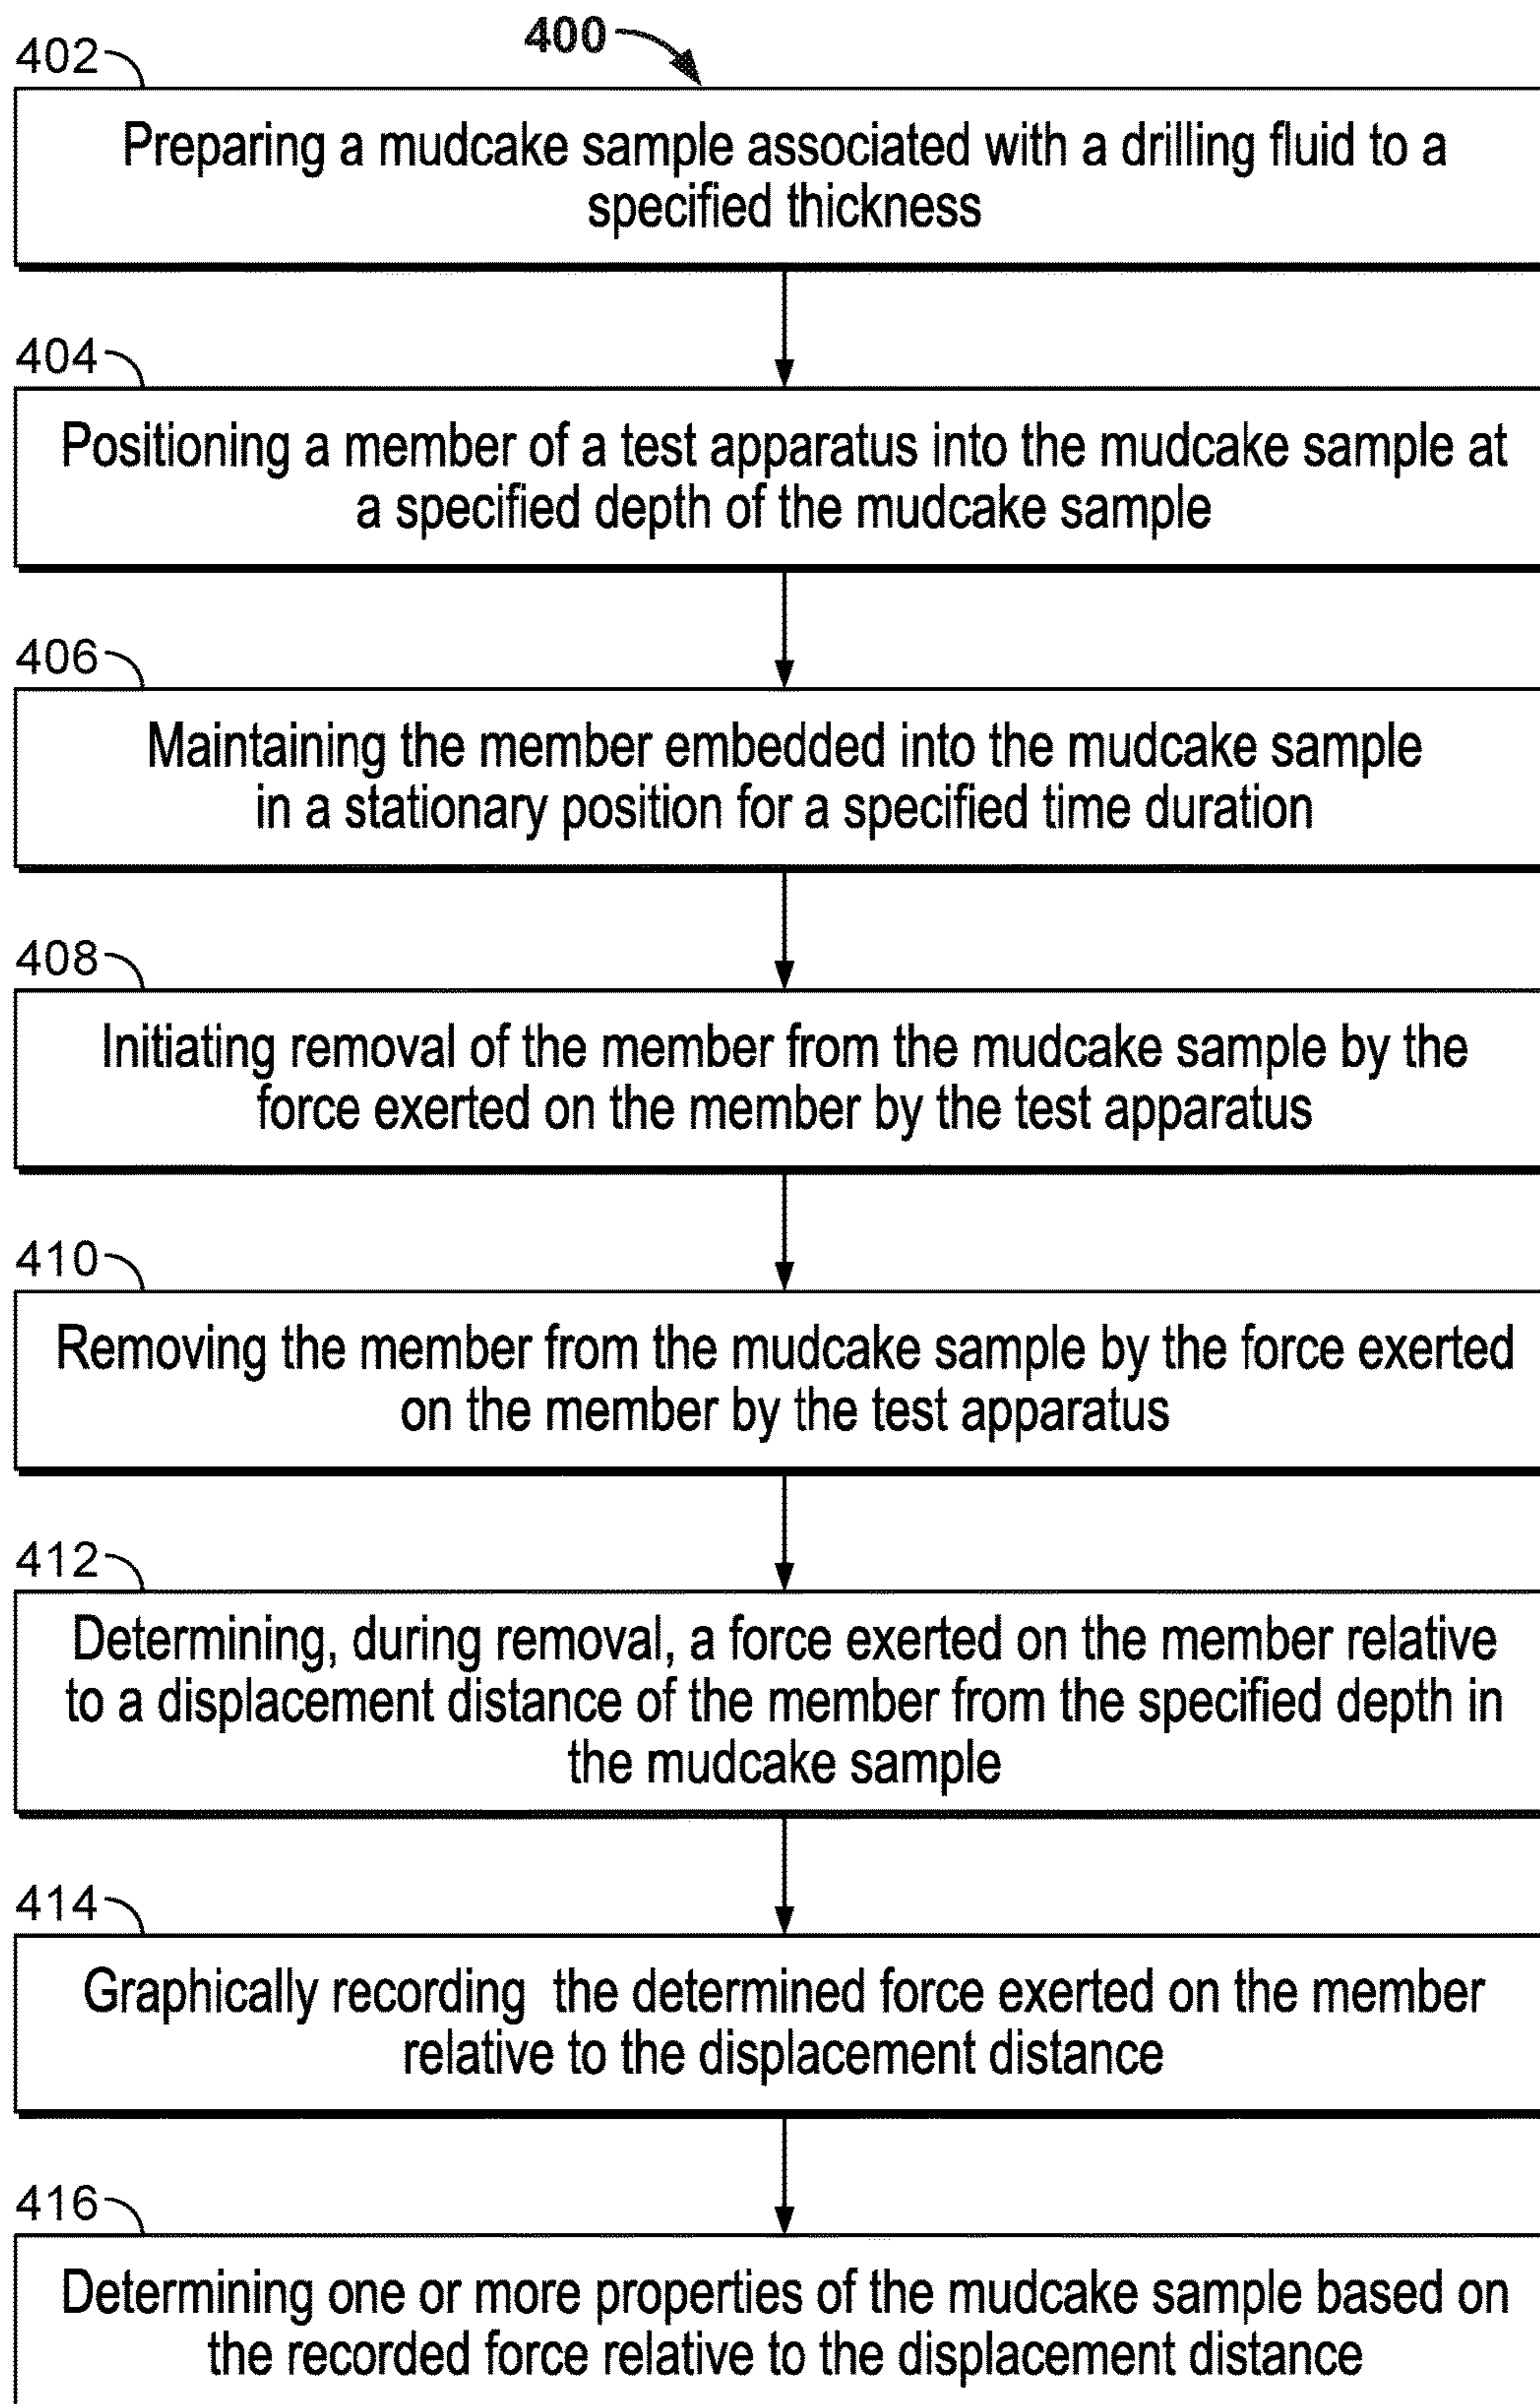 400
402
Preparing a mudcake sample associated with a drilling fluid to a
specified thickness
404
Positioning a member of a test apparatus into the mudcake sample at
a specified depth of the mudcake sample
406
Maintaining the member embedded into the mudcake sample
in a stationary position for a specified time duration
408
Initiating removal of the member from the mudcake sample by the
force exerted on the member by the test apparatus
410
Removing the member from the mudcake sample by the force exerted
on the member by the test apparatus
412
Determining, during removal, a force exerted on the member relative
to a displacement distance of the member from the specified depth in
the mudcake sample
414
Graphically recording the determined force exerted on the member
relative to the displacement distance
416
Determining one or more properties of the mudcake sample based on
the recorded force relative to the displacement distance